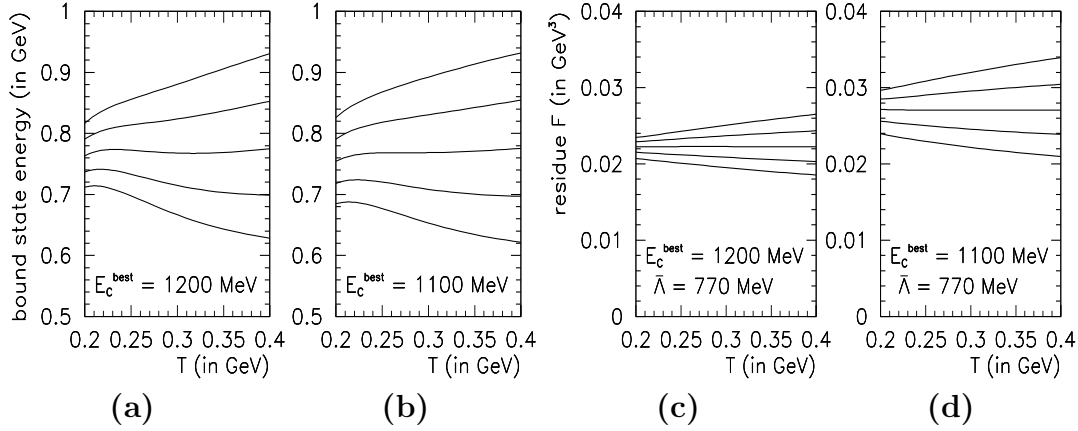 bound state energy (in GeV)
1
0.9
0.8
0.7
0.6
0.5
E_c^best = 1200 MeV
0.2 0.25 0.3 0.35 0.4
T (in GeV)
(a)
1
0.9
0.8
0.7
0.6
0.5
E_c^best = 1100 MeV
0.2 0.25 0.3 0.35 0.4
T (in GeV)
(b)
residue F (in GeV³)
0.04
0.03
0.02
0.01
0
E_c^best = 1200 MeV
Λ̄ = 770 MeV
0.2 0.25 0.3 0.35 0.4
T (in GeV)
(c)
0.04
0.03
0.02
0.01
0
E_c^best = 1100 MeV
Λ̄ = 770 MeV
0.2 0.25 0.3 0.35 0.4
T (in GeV)
(d)